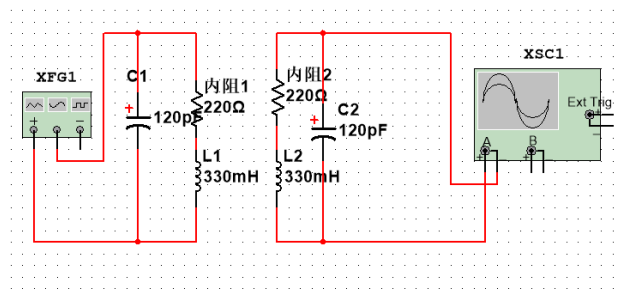 XFG1
C1
120pF
内阻1
220Ω
L1
330mH
内阻2
220Ω
C2
120pF
L2
330mH
XSC1
Ext Trig
A
B